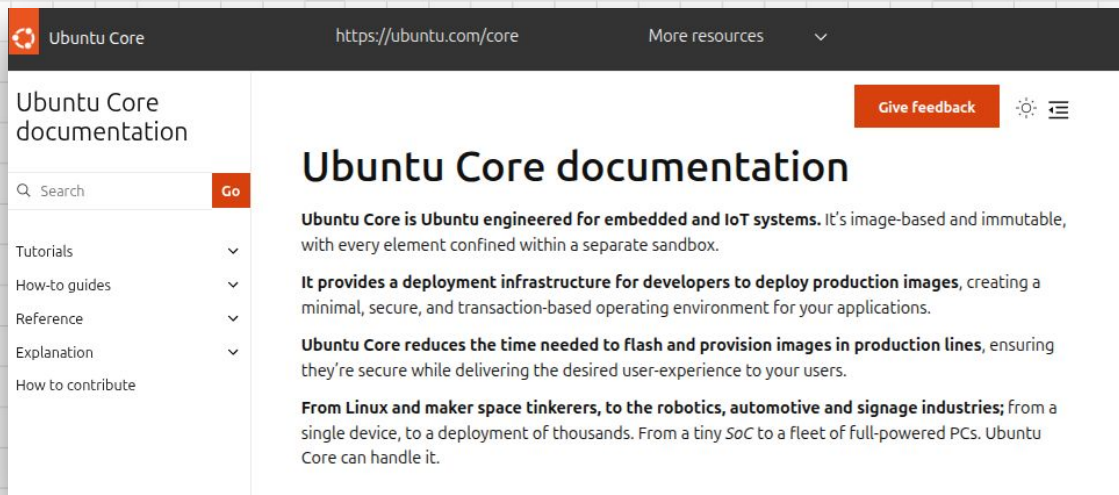 Ubuntu Core
https://ubuntu.com/core
More resources
Ubuntu Core
documentation
Search
Go
Tutorials
How-to guides
Reference
Explanation
How to contribute
Give feedback
Ubuntu Core documentation
Ubuntu Core is Ubuntu engineered for embedded and IoT systems. It’s image-based and immutable,
with every element confined within a separate sandbox.
It provides a deployment infrastructure for developers to deploy production images, creating a
minimal, secure, and transaction-based operating environment for your applications.
Ubuntu Core reduces the time needed to flash and provision images in production lines, ensuring
they’re secure while delivering the desired user-experience to your users.
From Linux and maker space tinkerers, to the robotics, automotive and signage industries; from a
single device, to a deployment of thousands. From a tiny SoC to a fleet of full-powered PCs. Ubuntu
Core can handle it.